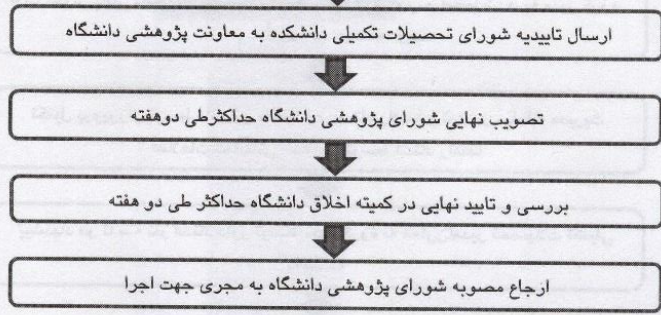 ارسال تاییدیه شورای تحصیلات تکمیلی دانشکده به معاونت پژوهشی دانشگاه
تصویب نهایی شورای پژوهشی دانشگاه حداکثرطی دوهفته
بررسی و تایید نهایی در کمیته اخلاق دانشگاه حداکثر طی دو هفته
ارجاع مصوبه شورای پژوهشی دانشگاه به مجری جهت اجرا